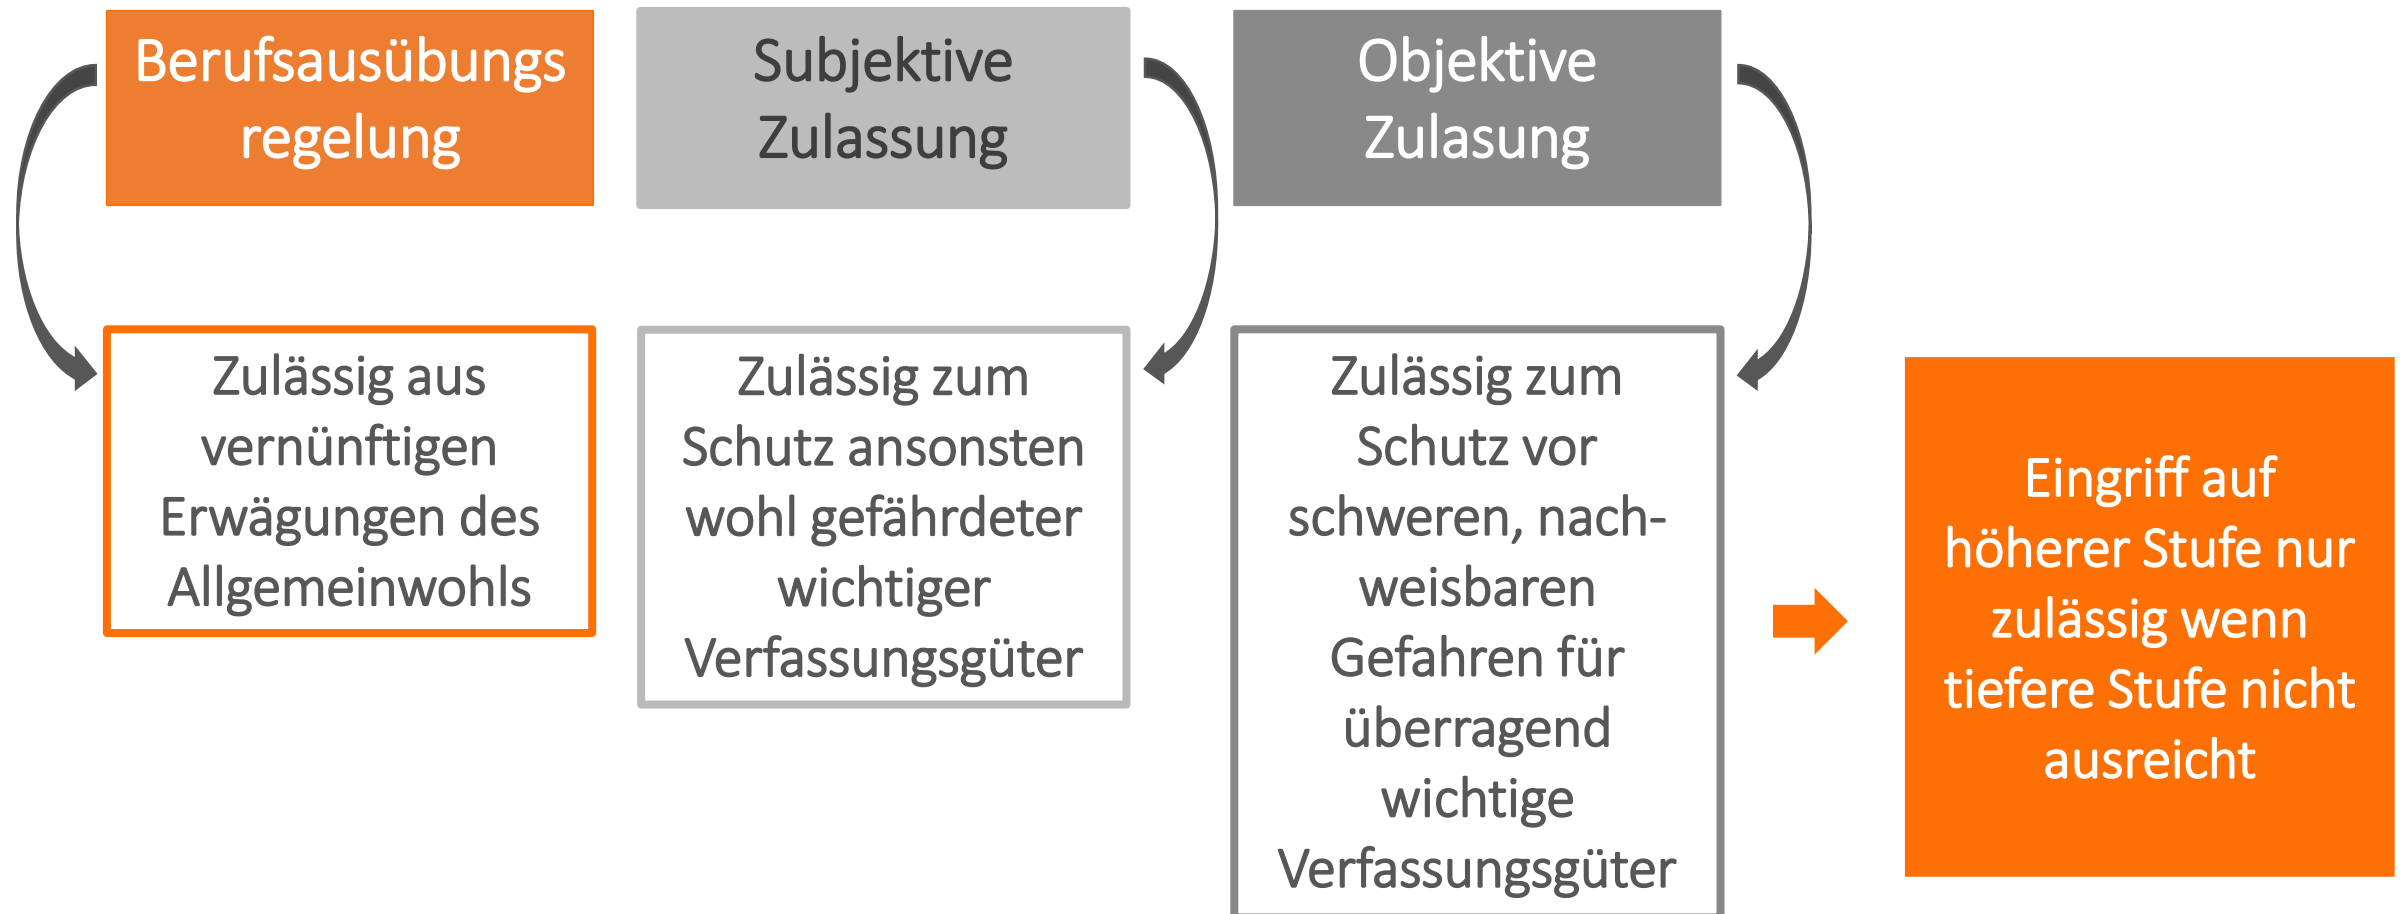 Berufsausübungs
regelung
Subjektive
Zulassung
Objektive
Zulasung
Zulässig aus
vernünftigen
Erwägungen des
Allgemeinwohls
Zulässig zum
Schutz ansonsten
wohl gefährdeter
wichtiger
Verfassungsgüter
Zulässig zum
Schutz vor
schweren, nach-
weisbaren
Gefahren für
überragend
wichtige
Verfassungsgüter
Eingriff auf
höherer Stufe nur
zulässig wenn
tiefere Stufe nicht
ausreicht